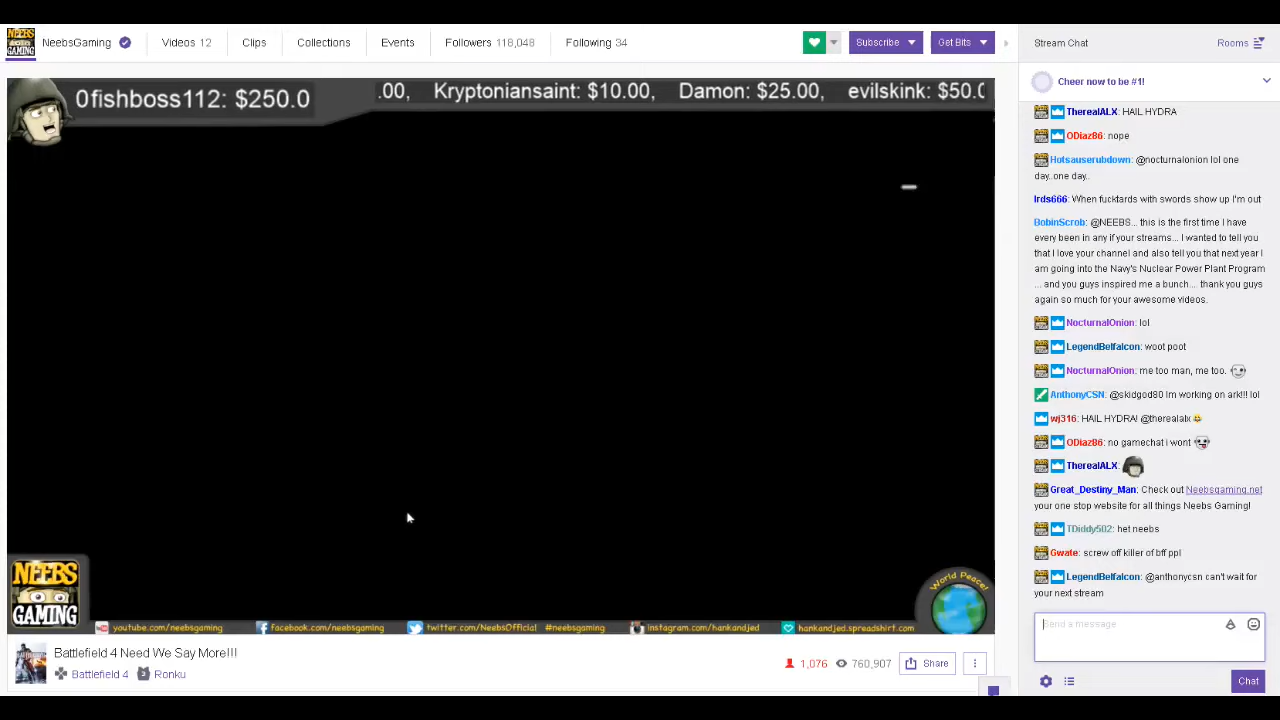 NEEBS
GAMING
NeebsGaming
Videos 12
Clips
Collections
Events
Followers 118,048
Following 34
Subscribe
Get Bits
Stream Chat
Rooms
Cheer now to be #1!
0fishboss112: $250.0
.00, Kryptoniansaint: $10.00, Damon: $25.00, evilskink: $50.0
TherealALX: HAIL HYDRA
ODiaz86: nope
Hotsauserubdown: @nocturnalonion lol one
day..one day..
lrds666: When fucktards with swords show up I'm out
BobinScrob: @NEEBS... this is the first time I have
every been in any if your streams... I wanted to tell you
that I love your channel and also tell you that next year I
am going into the Navy's Nuclear Power Plant Program
... and you guys inspired me a bunch.... thank you guys
again so much for your awesome videos.
NocturnalOnion: lol
LegendBelfalcon: woot poot
NocturnalOnion: me too man, me too.
AnthonyCSN: @skidgod80 Im working on ark!!! lol
wj316: HAIL HYDRA! @therealalx
ODiaz86: no gamechat i wont
TherealALX:
Great_Destiny_Man: Check out Neebsgaming.net
your one stop website for all things Neebs Gaming!
TDiddy502: het neebs
Gwate: screw off killer of bff ppl
LegendBelfalcon: @anthonycsn can't wait for
your next stream
Send a message
Chat
NEEBS
GAMING
World Peace!
youtube.com/neebsgaming
facebook.com/neebsgaming
twitter.com/NeebsOfficial #neebsgaming
instagram.com/hankandjed
hankandjed.spreadshirt.com
Battlefield 4 Need We Say More!!!
Battlefield 4
Ronku
1,076
760,907
Share